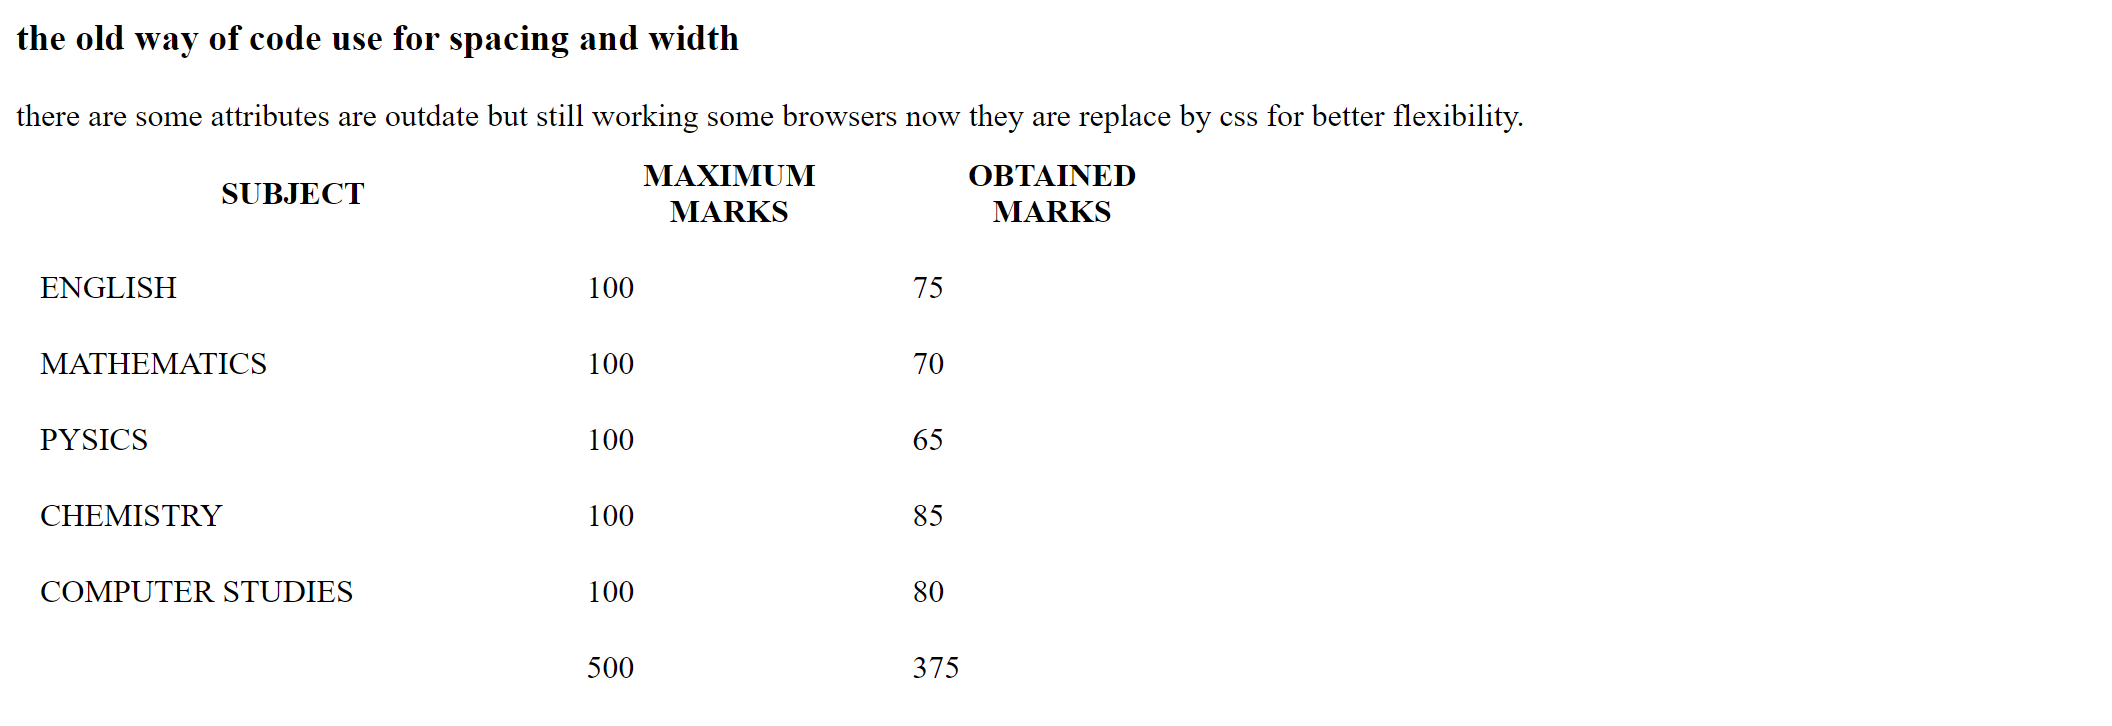 the old way of code use for spacing and width
there are some attributes are outdate but still working some browsers now they are replace by css for better flexibility.
SUBJECT MAXIMUM MARKS OBTAINED MARKS
ENGLISH 100 75
MATHEMATICS 100 70
PYSICS 100 65
CHEMISTRY 100 85
COMPUTER STUDIES 100 80
500 375